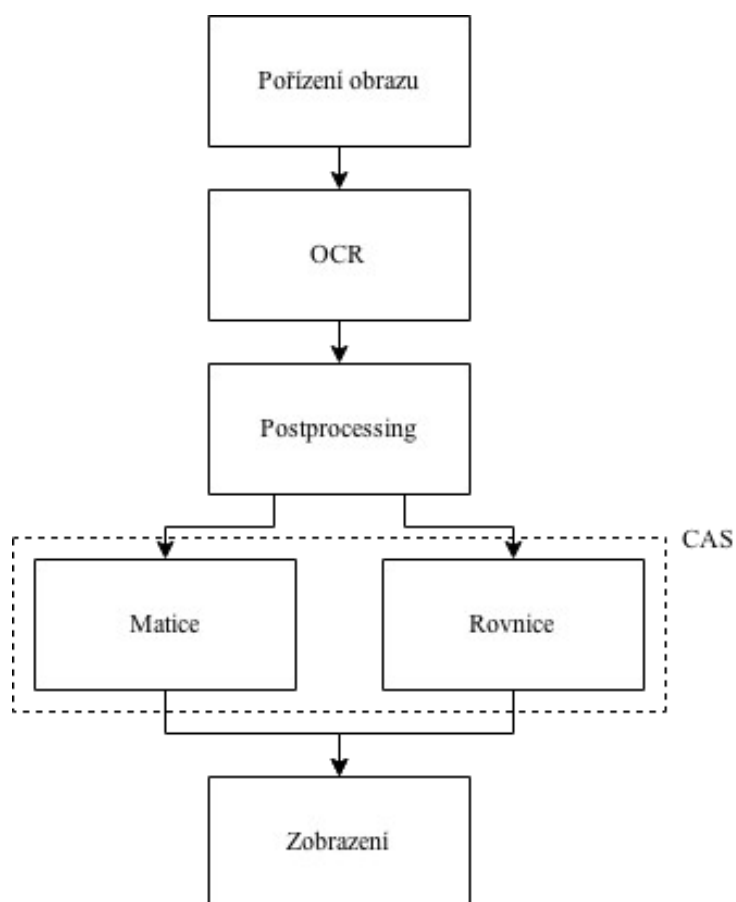 Pořízení obrazu
OCR
Postprocessing
CAS
Matice
Rovnice
Zobrazení